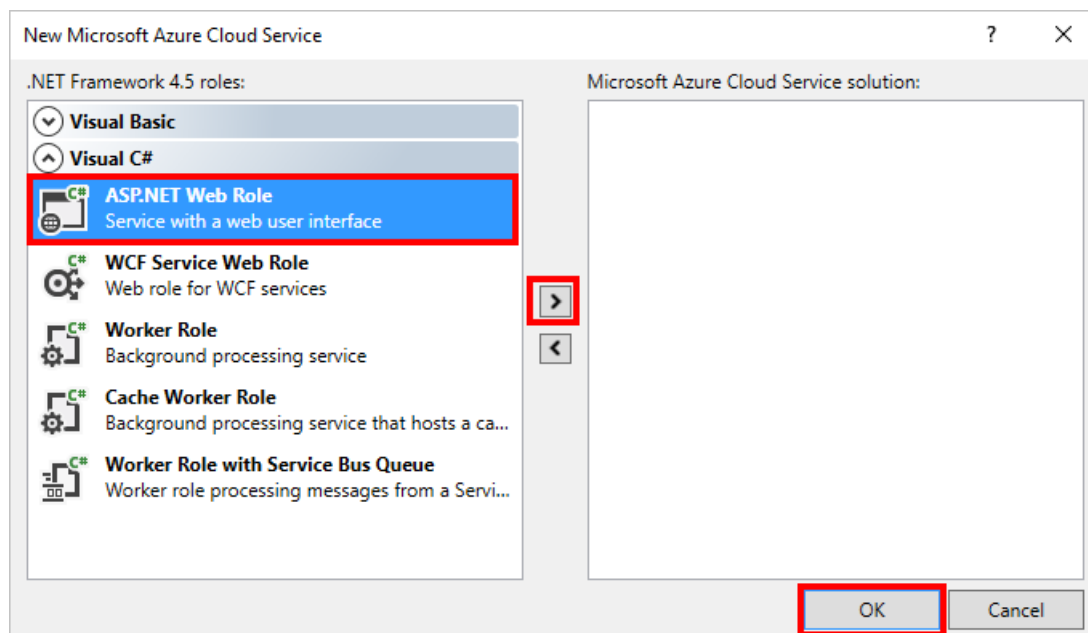 New Microsoft Azure Cloud Service
?
.NET Framework 4.5 roles:
Microsoft Azure Cloud Service solution:
Visual Basic
Visual C#
C#
ASP.NET Web Role
Service with a web user interface
C#
WCF Service Web Role
Web role for WCF services
C#
Worker Role
Background processing service
C#
Cache Worker Role
Background processing service that hosts a ca...
C#
Worker Role with Service Bus Queue
Worker role processing messages from a Servi...
OK
Cancel